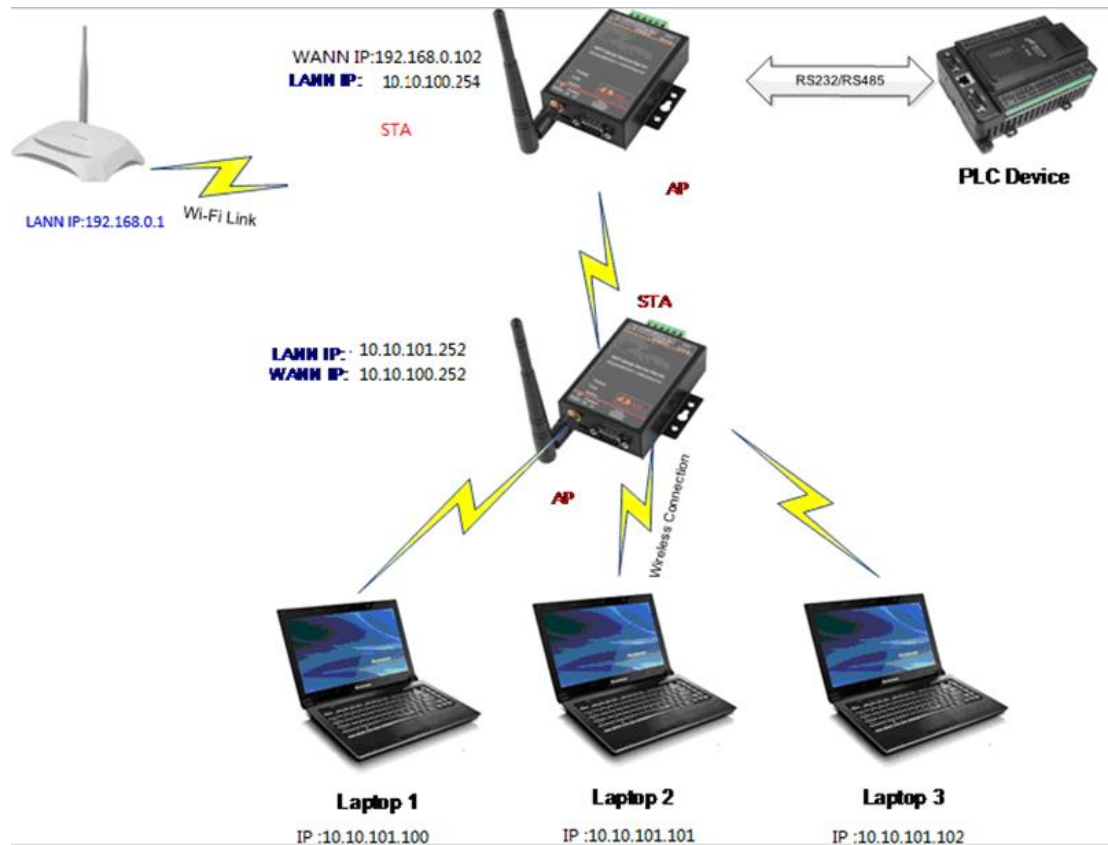 WANN IP:192.168.0.102
LANN IP: 10.10.100.254
STA
RS232/RS485
PLC Device
AP
LANN IP:192.168.0.1
Wi-Fi Link
STA
LANN IP: 10.10.101.252
WANN IP: 10.10.100.252
AP
Wireless Connection
Laptop 1
IP :10.10.101.100
Laptop 2
IP :10.10.101.101
Laptop 3
IP :10.10.101.102